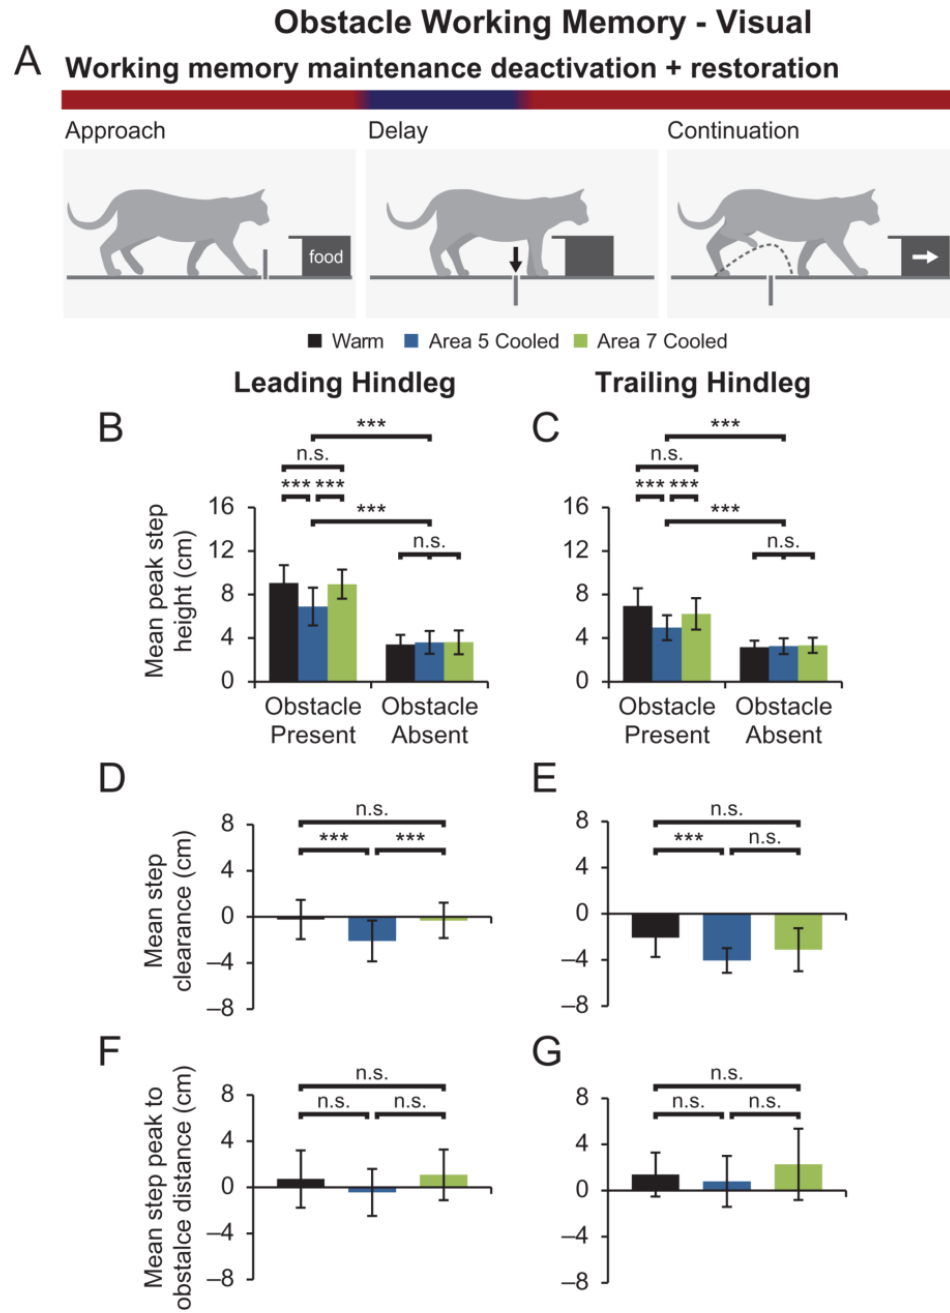 Obstacle Working Memory - Visual
A
Working memory maintenance deactivation + restoration
Approach
Delay
Continuation
food
Warm
Area 5 Cooled
Area 7 Cooled
Leading Hindleg
Trailing Hindleg
B
***
n.s.
*** ***
***
n.s.
Mean peak step
height (cm)
16
12
8
4
0
Obstacle
Present
Obstacle
Absent
C
***
n.s.
*** ***
***
n.s.
16
12
8
4
0
Obstacle
Present
Obstacle
Absent
D
n.s.
*** ***
Mean step
clearance (cm)
8
4
0
–4
–8
E
n.s.
*** n.s.
8
4
0
–4
–8
F
n.s.
n.s. n.s.
Mean step peak to
obstalce distance (cm)
8
4
0
–4
–8
G
n.s.
n.s. n.s.
8
4
0
–4
–8